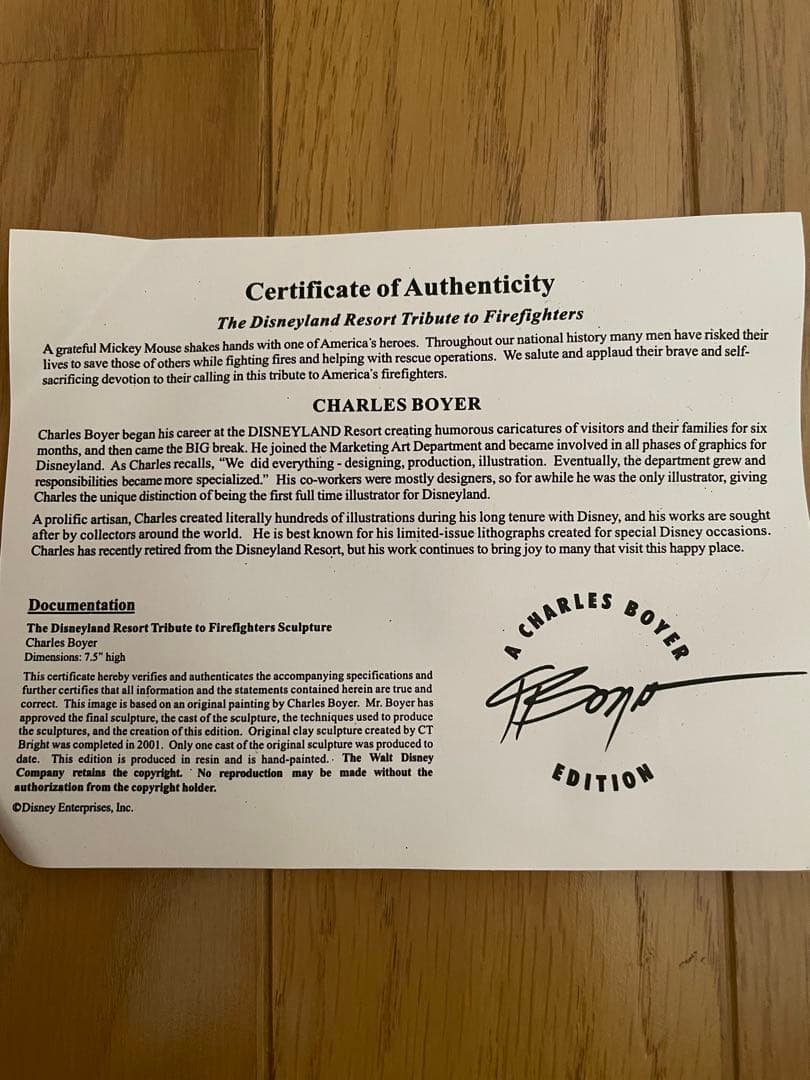 Certificate of Authenticity
The Disneyland Resort Tribute to Firefighters
A grateful Mickey Mouse shakes hands with one of America's heroes. Throughout our national history many men have risked their
lives to save those of others while fighting fires and helping with rescue operations. We salute and applaud their brave and self-
sacrificing devotion to their calling in this tribute to America's firefighters.
CHARLES BOYER
Charles Boyer began his career at the DISNEYLAND Resort creating humorous caricatures of visitors and their families for six
months, and then came the BIG break. He joined the Marketing Art Department and became involved in all phases of graphics for
Disneyland. As Charles recalls, "We did everything - designing, production, illustration. Eventually, the department grew and
responsibilities became more specialized." His co-workers were mostly designers, so for awhile he was the only illustrator, giving
Charles the unique distinction of being the first full time illustrator for Disneyland.
A prolific artisan, Charles created literally hundreds of illustrations during his long tenure with Disney, and his works are sought
after by collectors around the world. He is best known for his limited-issue lithographs created for special Disney occasions.
Charles has recently retired from the Disneyland Resort, but his work continues to bring joy to many that visit this happy place.
Documentation
The Disneyland Resort Tribute to Firefighters Sculpture
Charles Boyer
Dimensions: 7.5" high
This certificate hereby verifies and authenticates the accompanying specifications and
further certifies that all information and the statements contained herein are true and
correct. This image is based on an original painting by Charles Boyer. Mr. Boyer has
approved the final sculpture, the cast of the sculpture, the techniques used to produce
the sculptures, and the creation of this edition. Original clay sculpture created by CT
Bright was completed in 2001. Only one cast of the original sculpture was produced to
date. This edition is produced in resin and is hand-painted. The Walt Disney
Company retains the copyright. No reproduction may be made without the
authorization from the copyright holder.
©Disney Enterprises, Inc.
A CHARLES BOYER
CBoyer
EDITION